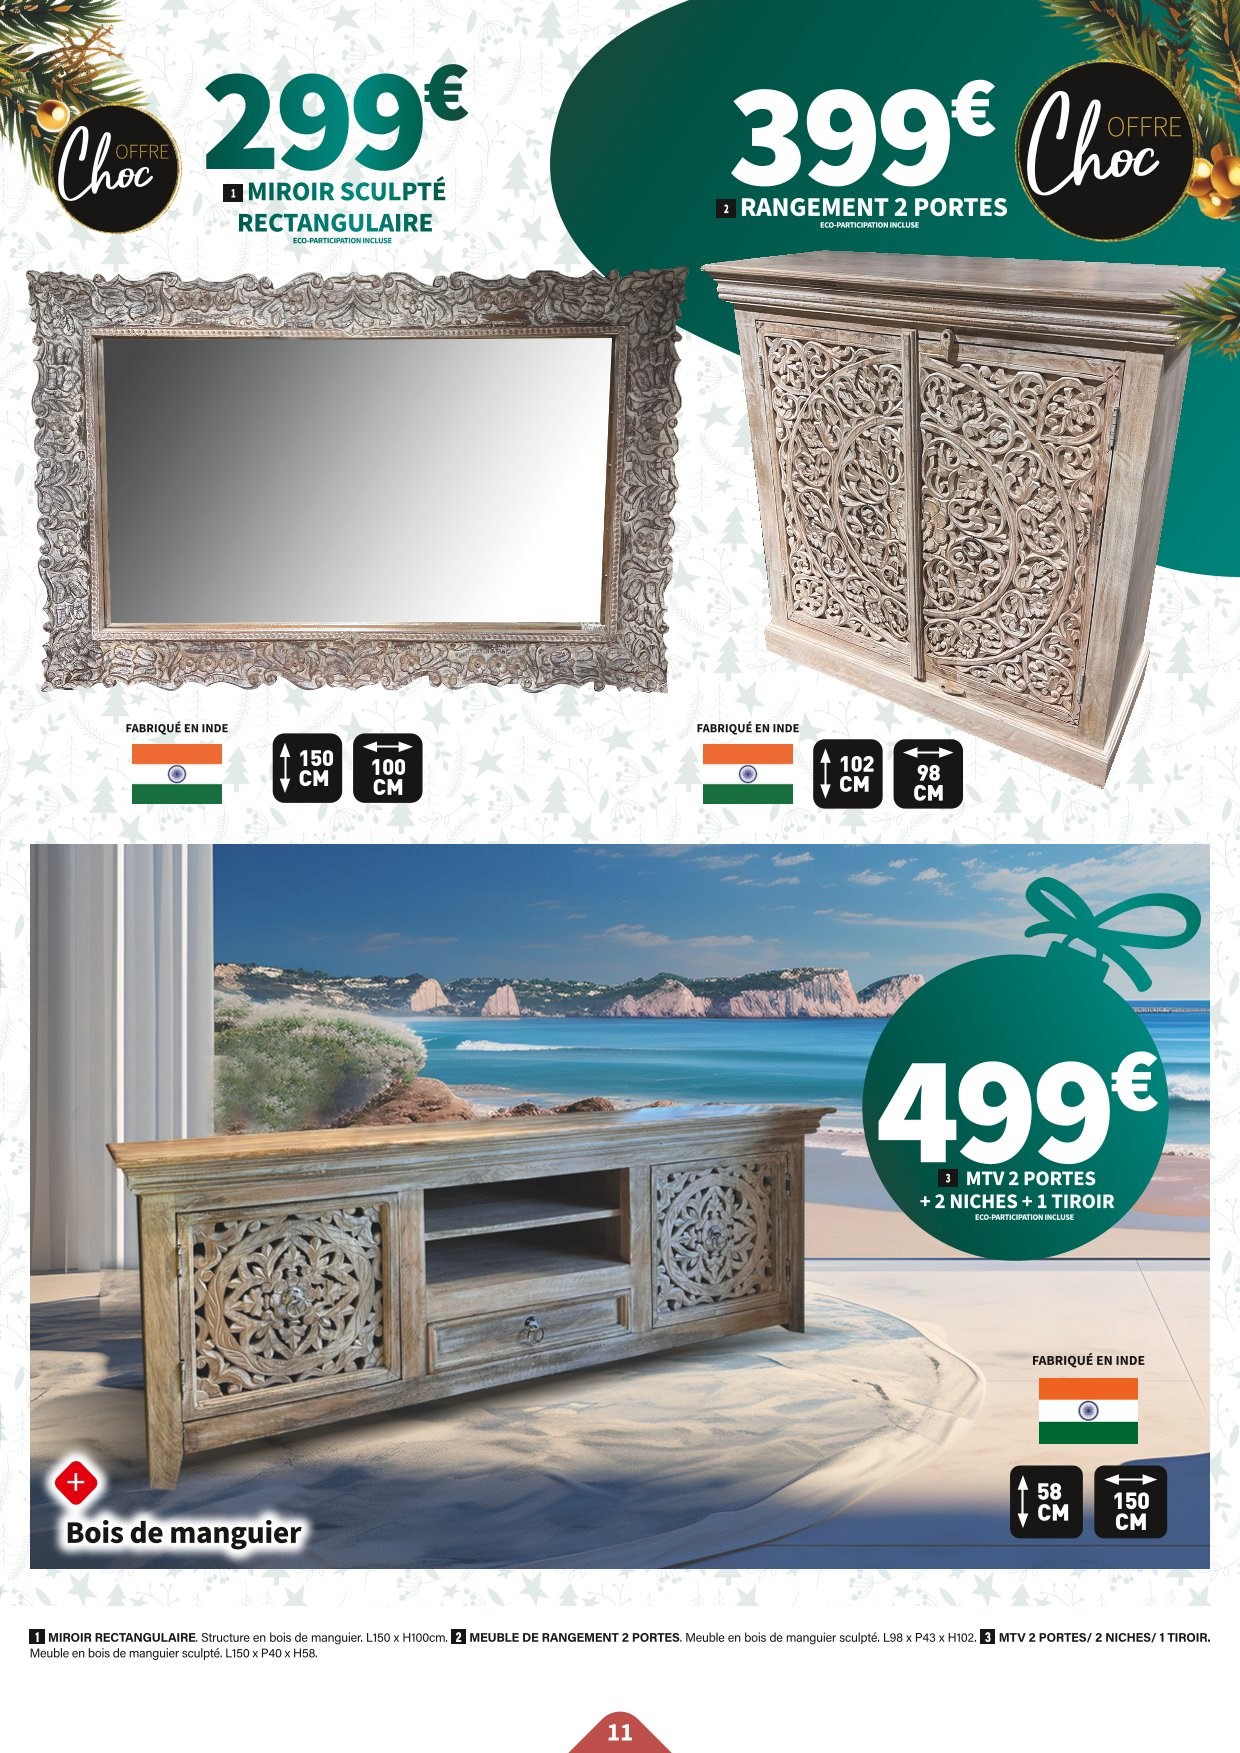 OFFRE
Choc
299€
1 MIROIR SCULPTÉ
RECTANGULAIRE
ECO-PARTICIPATION INCLUSE
399€
2 RANGEMENT 2 PORTES
ECO-PARTICIPATION INCLUSE
OFFRE
Choc
FABRIQUÉ EN INDE
150
CM
100
CM
FABRIQUÉ EN INDE
102
CM
98
CM
499€
3 MTV 2 PORTES
+ 2 NICHES + 1 TIROIR
ECO-PARTICIPATION INCLUSE
FABRIQUÉ EN INDE
58
CM
150
CM
+
Bois de manguier
1 MIROIR RECTANGULAIRE. Structure en bois de manguier. L150 x H100cm. 2 MEUBLE DE RANGEMENT 2 PORTES. Meuble en bois de manguier sculpté. L98 x P43 x H102. 3 MTV 2 PORTES/ 2 NICHES/ 1 TIROIR.
Meuble en bois de manguier sculpté. L150 x P40 x H58.
11